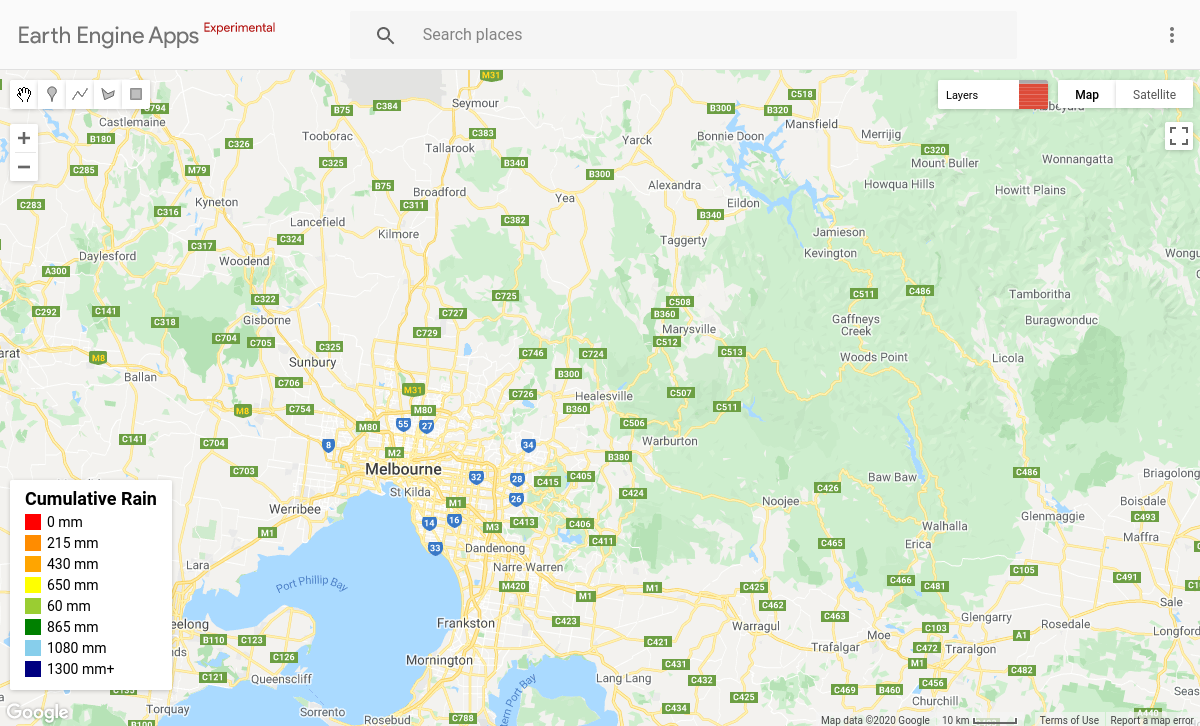 Earth Engine Apps Experimental
Search places
Layers
Map
Satellite
M31
B794
Castlemaine
B75
C384
Seymour
C518
B300
B320
Mansfield
B180
C326
Toorborac
C383
Tallarook
Yarck
Bonnie Doon
Merrijig
C320
Mount Buller
Wonnangatta
C285
M79
C325
B340
B300
B75
Broadford
Alexandra
Howqua Hills
Howitt Plains
C283
Kyneton
C316
C311
Yea
Eildon
B340
Lancefield
C382
Kilmore
Jamieson
C317
C324
Taggerty
Kevington
Daylesford
Woodend
A300
C725
C508
C511
C486
Tamboritha
C292
C141
C322
C318
Gisborne
C727
B360
Marysville
Gaffneys
Creek
Buragwonduc
C704
C705
C325
C729
C512
C746
C724
C513
Woods Point
Licola
M8
Sunbury
Ballan
C706
B300
M31
C726
Healesville
C507
M8
C754
M80
B360
C511
M80
55
27
C506
C141
C704
8
34
Warburton
M2
B380
Melbourne
C703
32
28
C415
C405
Baw Baw
C486
Briagolong
St Kilda
26
C424
C426
Noojee
Boisdale
Werribee
M1
14
16
M3
C413
C406
Glenmaggie
C493
M1
33
C411
Walhalla
Maffra
Dandenong
C465
Erica
Lara
Narre Warren
C105
Port Phillip Bay
M420
M1
M1
C425
C466
C481
C491
C462
Sale
Frankston
C423
C463
Glengarry
Rosedale
B110
C123
C421
Warragul
C103
Moe
A1
Longford
C126
Trafalgar
C472
Traralgon
Mornington
C431
M1
C482
C121
Queenscliff
Lang Lang
C432
C456
C469
B460
C425
Churchill
Torquay
Sorrento
Rosedud
C788
C434
B100
Cumulative Rain
0 mm
215 mm
430 mm
650 mm
60 mm
865 mm
1080 mm
1300 mm+
Google
Map data ©2020 Google
10 km
Terms of Use
Report a map error